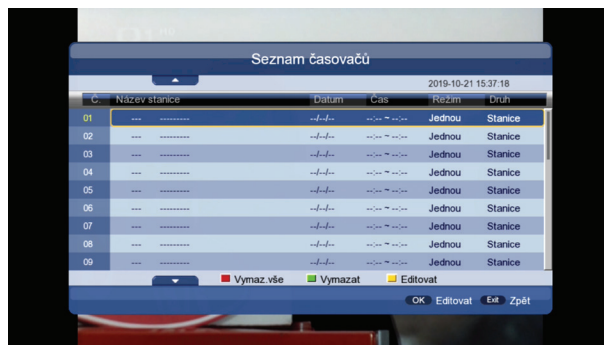 Seznam časovačů
2019-10-21 15:37:18
Č. Název stanice Datum Čas Režim Druh
01 --- --------- --/--/-- --:-- ~ --:-- Jednou Stanice
02 --- --------- --/--/-- --:-- ~ --:-- Jednou Stanice
03 --- --------- --/--/-- --:-- ~ --:-- Jednou Stanice
04 --- --------- --/--/-- --:-- ~ --:-- Jednou Stanice
05 --- --------- --/--/-- --:-- ~ --:-- Jednou Stanice
06 --- --------- --/--/-- --:-- ~ --:-- Jednou Stanice
07 --- --------- --/--/-- --:-- ~ --:-- Jednou Stanice
08 --- --------- --/--/-- --:-- ~ --:-- Jednou Stanice
09 --- --------- --/--/-- --:-- ~ --:-- Jednou Stanice
Vymaz.vše Vymazat Editovat
OK Editovat Exit Zpět